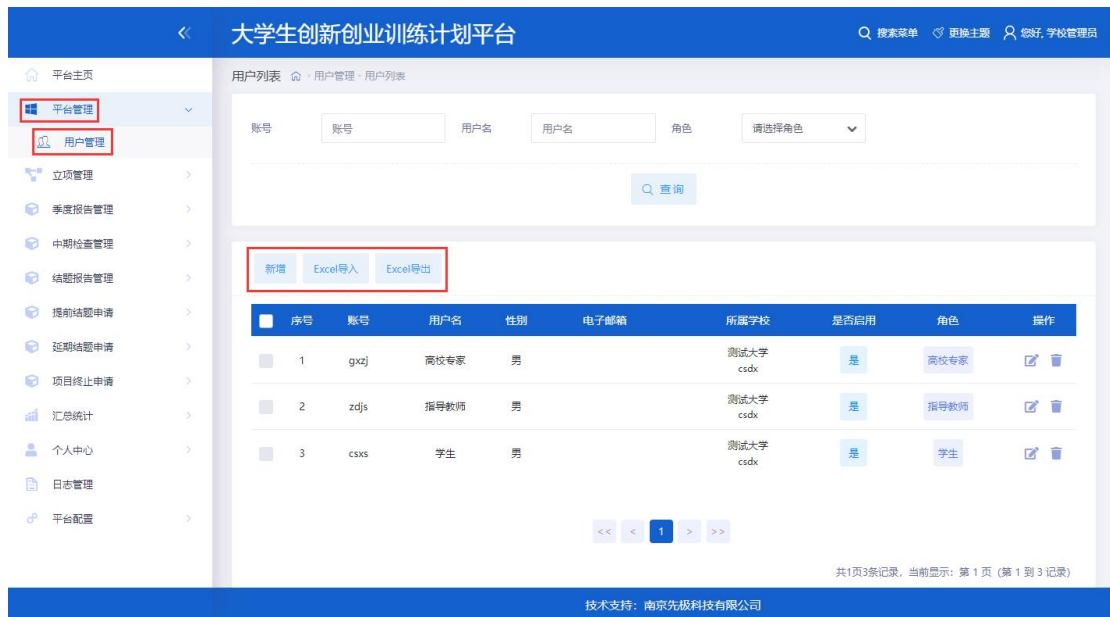 大学生创新创业训练计划平台
搜索菜单 更换主题 您好, 学校管理员
平台主页
平台管理
用户管理
立项管理
季度报告管理
中期检查管理
结题报告管理
提前结题申请
延期结题申请
项目终止申请
汇总统计
个人中心
日志管理
平台配置
用户列表 用户管理 用户列表
账号 账号 用户名 用户名 角色 请选择角色
查询
新增 Excel导入 Excel导出
序号 账号 用户名 性别 电子邮箱 所属学校 是否启用 角色 操作
1 gxzj 高校专家 男 测试大学 是 高校专家
csdx
2 zdjs 指导教师 男 测试大学 是 指导教师
csdx
3 csxs 学生 男 测试大学 是 学生
csdx
<< < 1 > >>
共1页3条记录, 当前显示: 第 1 页 (第 1 到 3 记录)
技术支持: 南京先极科技有限公司